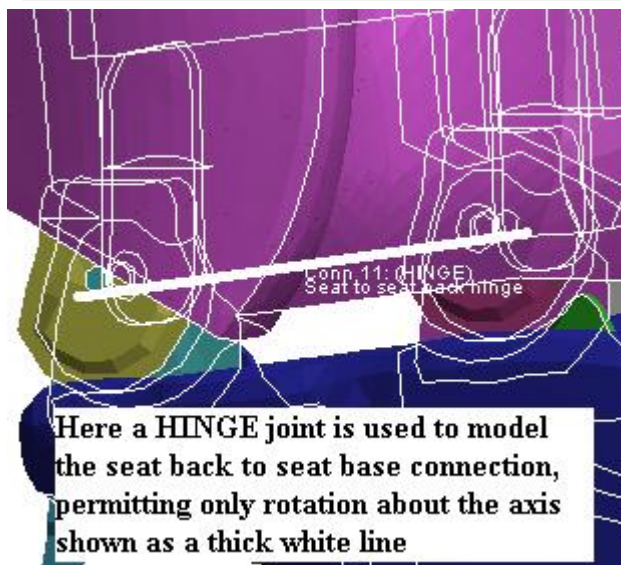 Conn 11: (HINGE)
Seat to seat back hinge
Here a HINGE joint is used to model
the seat back to seat base connection,
permitting only rotation about the axis
shown as a thick white line